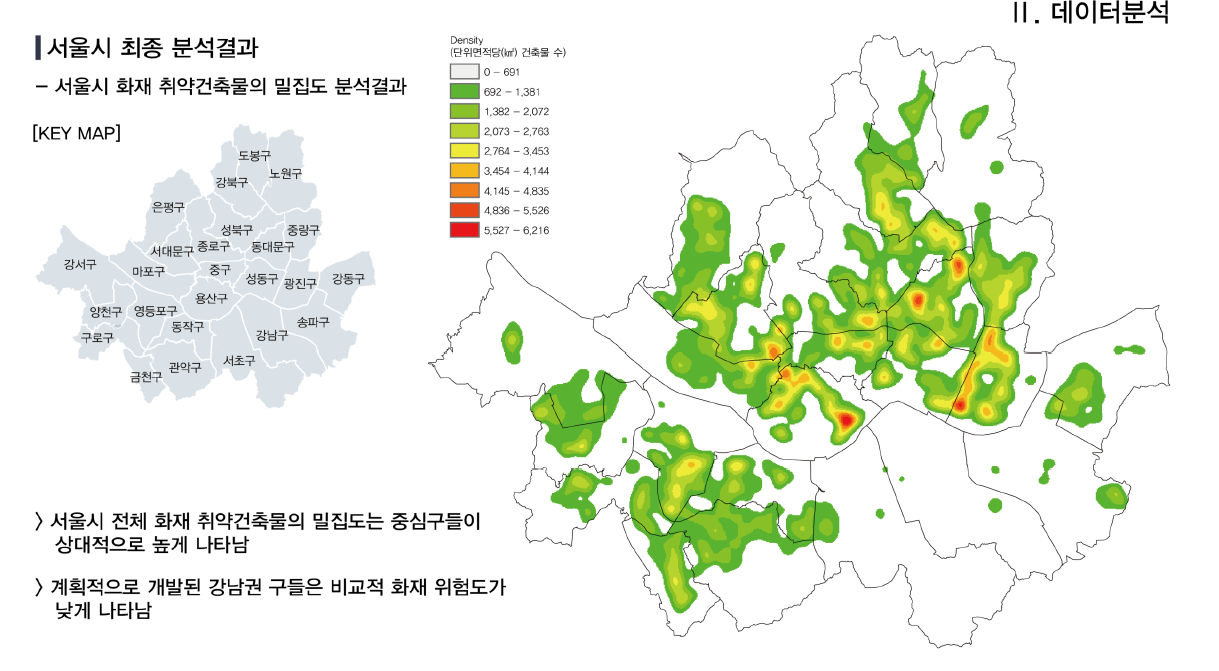 II. 데이터분석
서울시 최종 분석결과
– 서울시 화재 취약건축물의 밀집도 분석결과
[KEY MAP]
도봉구
노원구
강북구
은평구
성북구
중랑구
서대문구
종로구
동대문구
강서구
마포구
중구
성동구
광진구
강동구
용산구
양천구
영등포구
동작구
송파구
구로구
강남구
서초구
관악구
금천구
Density
(단위면적당(㎢) 건축물 수)
0 – 691
692 – 1,381
1,382 – 2,072
2,073 – 2,763
2,764 – 3,453
3,454 – 4,144
4,145 – 4,835
4,836 – 5,526
5,527 – 6,216
〉 서울시 전체 화재 취약건축물의 밀집도는 중심구들이
상대적으로 높게 나타남
〉 계획적으로 개발된 강남권 구들은 비교적 화재 위험도가
낮게 나타남